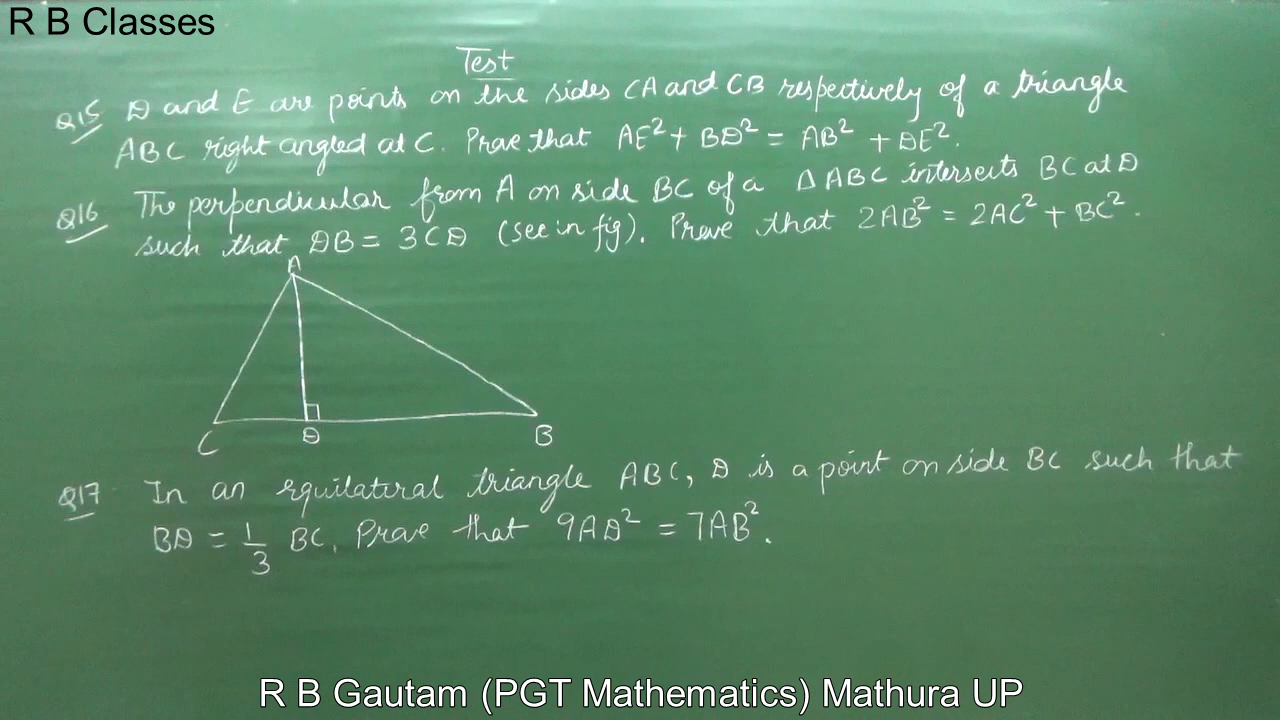 R B Classes
Test
Q15 D and E are points on the sides CA and CB respectively of a triangle
ABC right angled at C. Prove that AE² + BD² = AB² + DE².
Q16 The perpendicular from A on side BC of a ΔABC intersects BC at D
such that DB = 3CD (see in fig). Prove that 2AB² = 2AC² + BC².
A
C D B
Q17 In an equilateral triangle ABC, D is a point on side BC such that
BD = 1/3 BC. Prove that 9AD² = 7AB².
R B Gautam (PGT Mathematics) Mathura UP